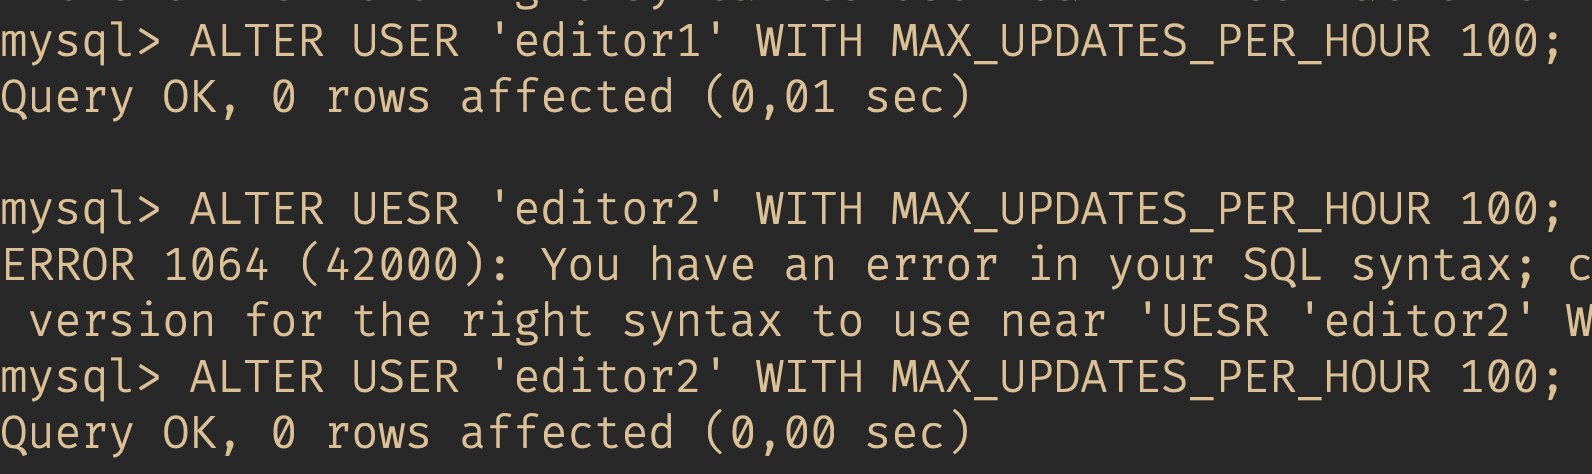 mysql> ALTER USER 'editor1' WITH MAX_UPDATES_PER_HOUR 100;
Query OK, 0 rows affected (0,01 sec)
mysql> ALTER UESR 'editor2' WITH MAX_UPDATES_PER_HOUR 100;
ERROR 1064 (42000): You have an error in your SQL syntax; c
version for the right syntax to use near 'UESR 'editor2' W
mysql> ALTER USER 'editor2' WITH MAX_UPDATES_PER_HOUR 100;
Query OK, 0 rows affected (0,00 sec)